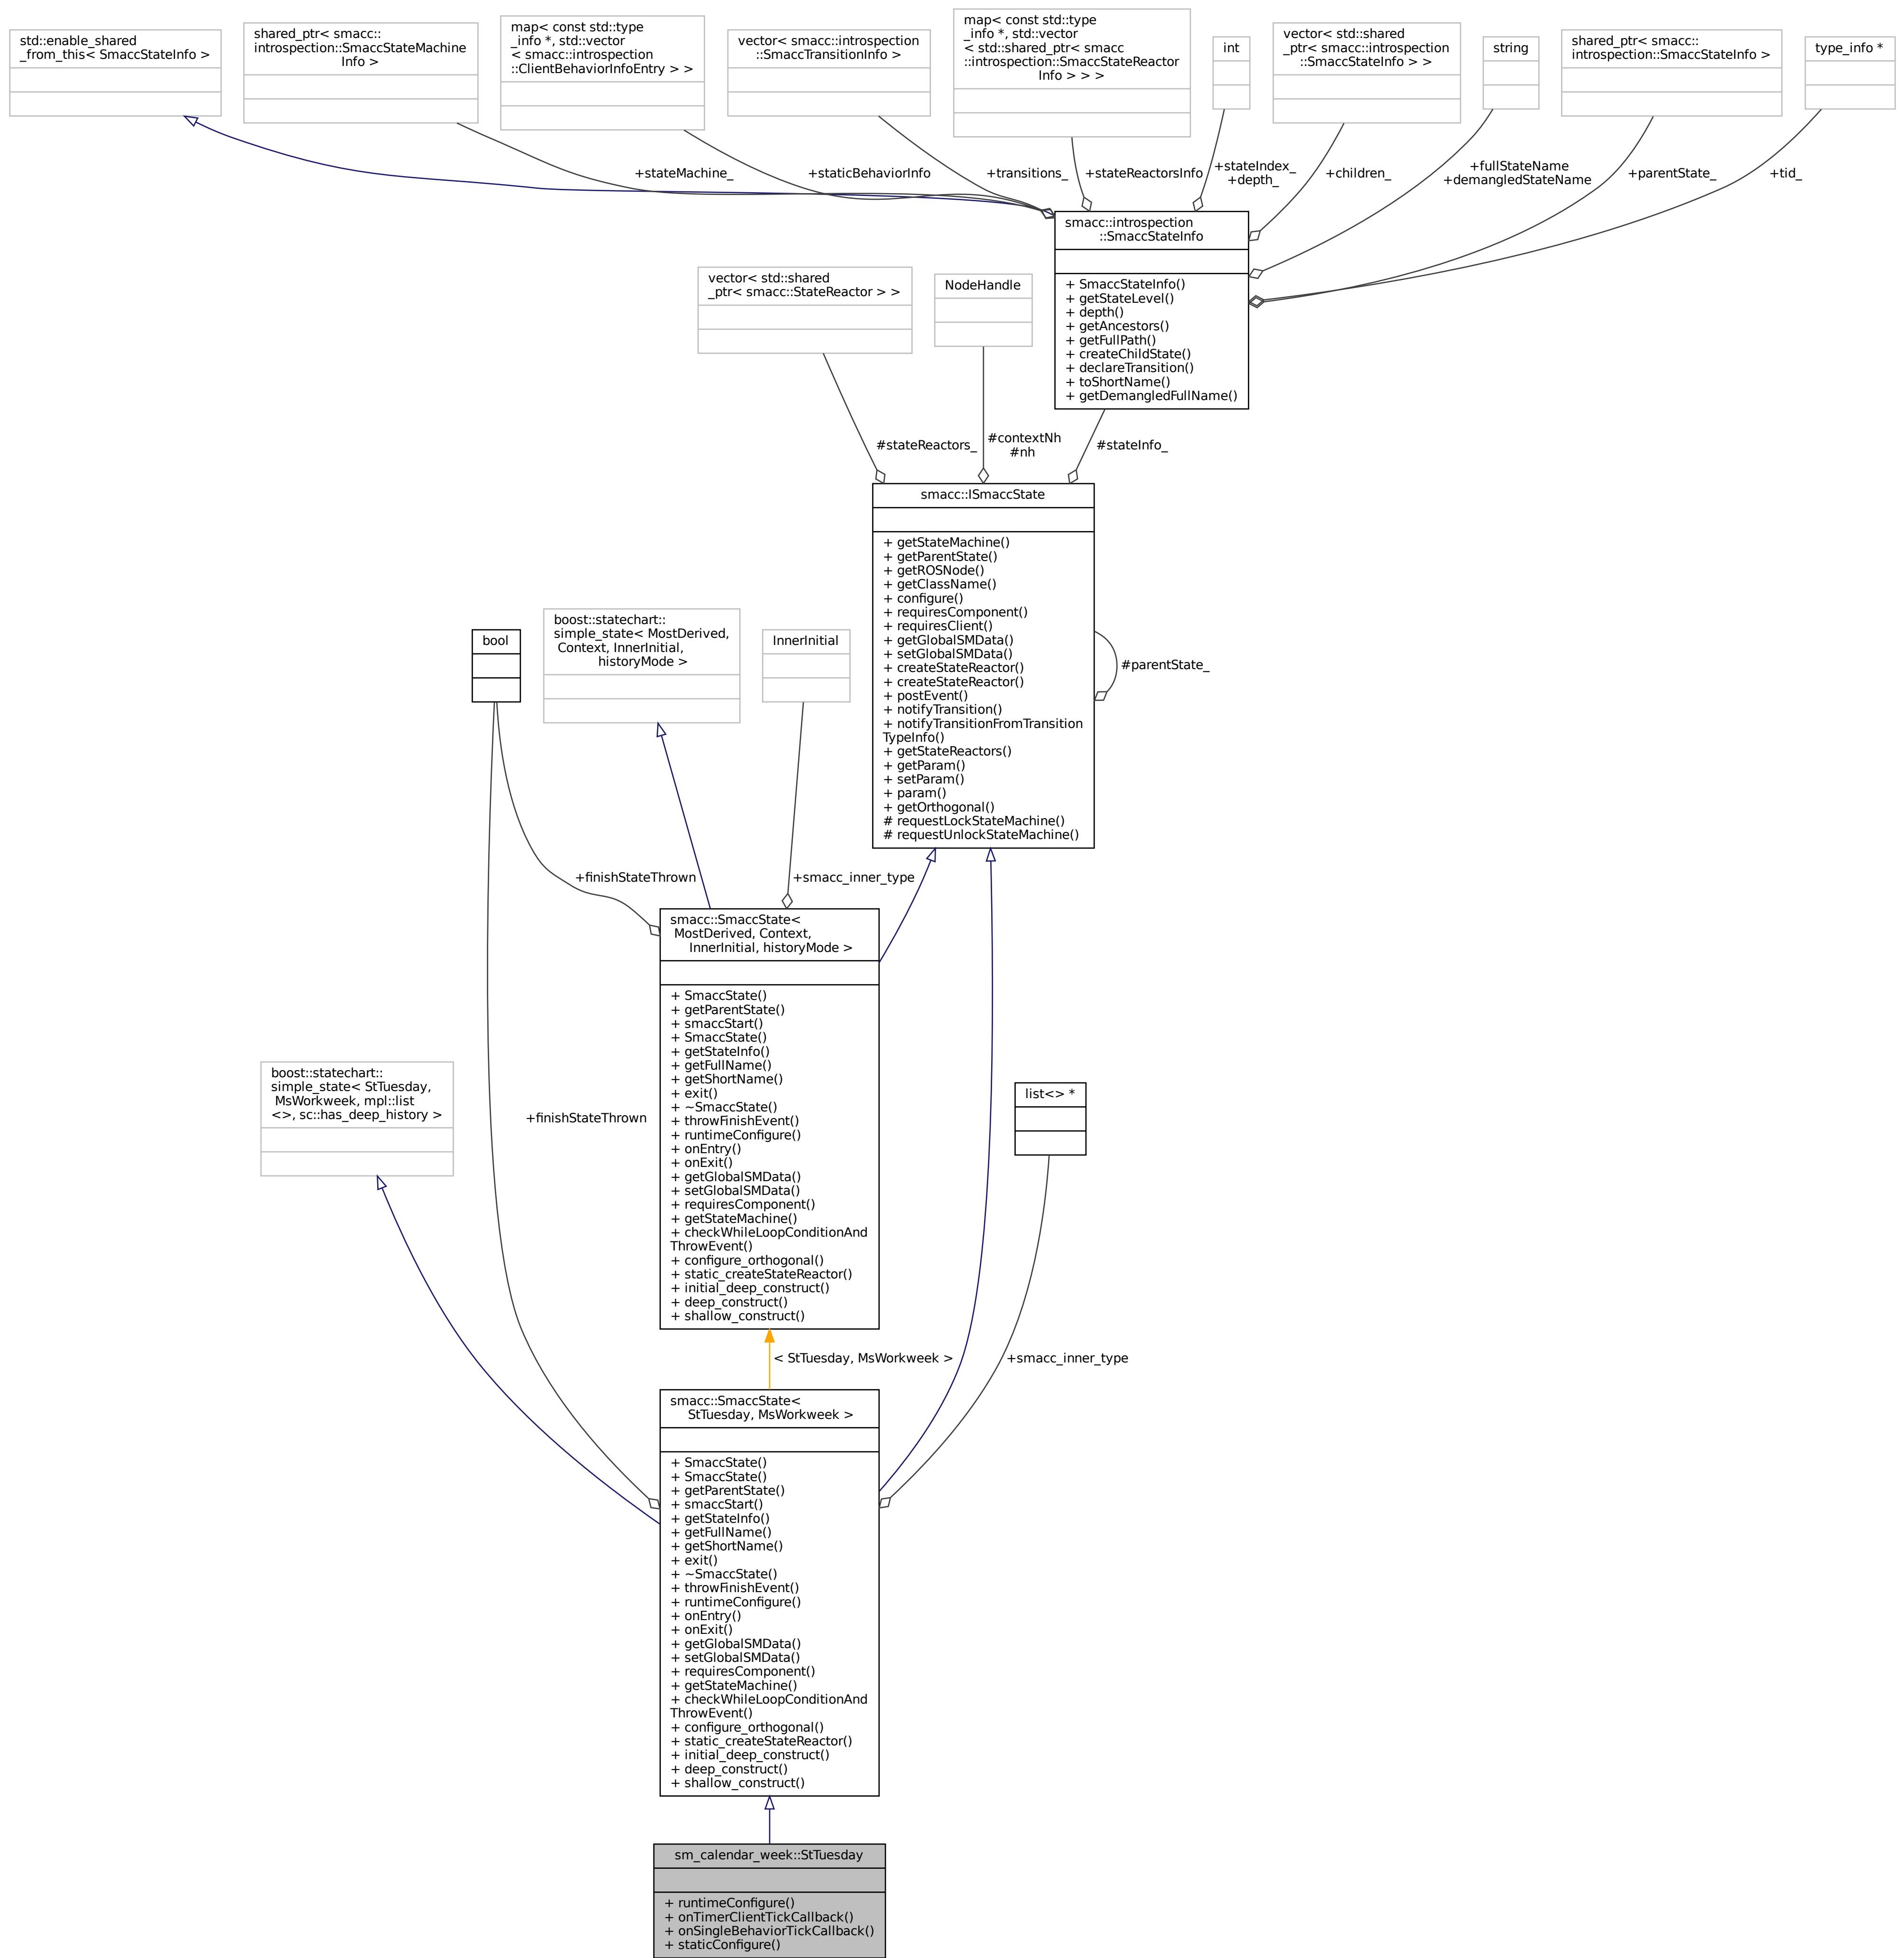 std::enable_shared
_from_this< SmaccStateInfo >
shared_ptr< smacc::
introspection::SmaccStateMachine
Info >
map< const std::type
_info *, std::vector
< smacc::introspection
::ClientBehaviorInfoEntry > >
vector< smacc::introspection
::SmaccTransitionInfo >
map< const std::type
_info *, std::vector
< std::shared_ptr< smacc
::introspection::SmaccStateReactor
Info > > >
int
vector< std::shared
_ptr< smacc::introspection
::SmaccStateInfo > >
string
shared_ptr< smacc::
introspection::SmaccStateInfo >
type_info *
+stateMachine_
+staticBehaviorInfo
+transitions_
+stateReactorsInfo
+stateIndex_
+depth_
+children_
+fullStateName
+demangledStateName
+parentState_
+tid_
smacc::introspection
::SmaccStateInfo
+ SmaccStateInfo()
+ getStateLevel()
+ depth()
+ getAncestors()
+ getFullPath()
+ createChildState()
+ declareTransition()
+ toShortName()
+ getDemangledFullName()
vector< std::shared
_ptr< smacc::StateReactor > >
NodeHandle
#stateReactors_
#contextNh
#nh
#stateInfo_
smacc::ISmaccState
+ getStateMachine()
+ getParentState()
+ getROSNode()
+ getClassName()
+ configure()
+ requiresComponent()
+ requiresClient()
+ getGlobalSMData()
+ setGlobalSMData()
+ createStateReactor()
+ createStateReactor()
+ postEvent()
+ notifyTransition()
+ notifyTransitionFromTransition
TypeInfo()
+ getStateReactors()
+ getParam()
+ setParam()
+ param()
+ getOrthogonal()
# requestLockStateMachine()
# requestUnlockStateMachine()
#parentState_
bool
boost::statechart::
simple_state< MostDerived,
Context, InnerInitial,
historyMode >
InnerInitial
+finishStateThrown
+smacc_inner_type
smacc::SmaccState<
MostDerived, Context,
InnerInitial, historyMode >
+ SmaccState()
+ getParentState()
+ smaccStart()
+ SmaccState()
+ getStateInfo()
+ getFullName()
+ getShortName()
+ exit()
+ ~SmaccState()
+ throwFinishEvent()
+ runtimeConfigure()
+ onEntry()
+ onExit()
+ getGlobalSMData()
+ setGlobalSMData()
+ requiresComponent()
+ getStateMachine()
+ checkWhileLoopConditionAnd
ThrowEvent()
+ configure_orthogonal()
+ static_createStateReactor()
+ initial_deep_construct()
+ deep_construct()
+ shallow_construct()
boost::statechart::
simple_state< StTuesday,
MsWorkweek, mpl::list
<>, sc::has_deep_history >
+finishStateThrown
list<> *
< StTuesday, MsWorkweek >
+smacc_inner_type
smacc::SmaccState<
StTuesday, MsWorkweek >
+ SmaccState()
+ SmaccState()
+ getParentState()
+ smaccStart()
+ getStateInfo()
+ getFullName()
+ getShortName()
+ exit()
+ ~SmaccState()
+ throwFinishEvent()
+ runtimeConfigure()
+ onEntry()
+ onExit()
+ getGlobalSMData()
+ setGlobalSMData()
+ requiresComponent()
+ getStateMachine()
+ checkWhileLoopConditionAnd
ThrowEvent()
+ configure_orthogonal()
+ static_createStateReactor()
+ initial_deep_construct()
+ deep_construct()
+ shallow_construct()
sm_calendar_week::StTuesday
+ runtimeConfigure()
+ onTimerClientTickCallback()
+ onSingleBehaviorTickCallback()
+ staticConfigure()